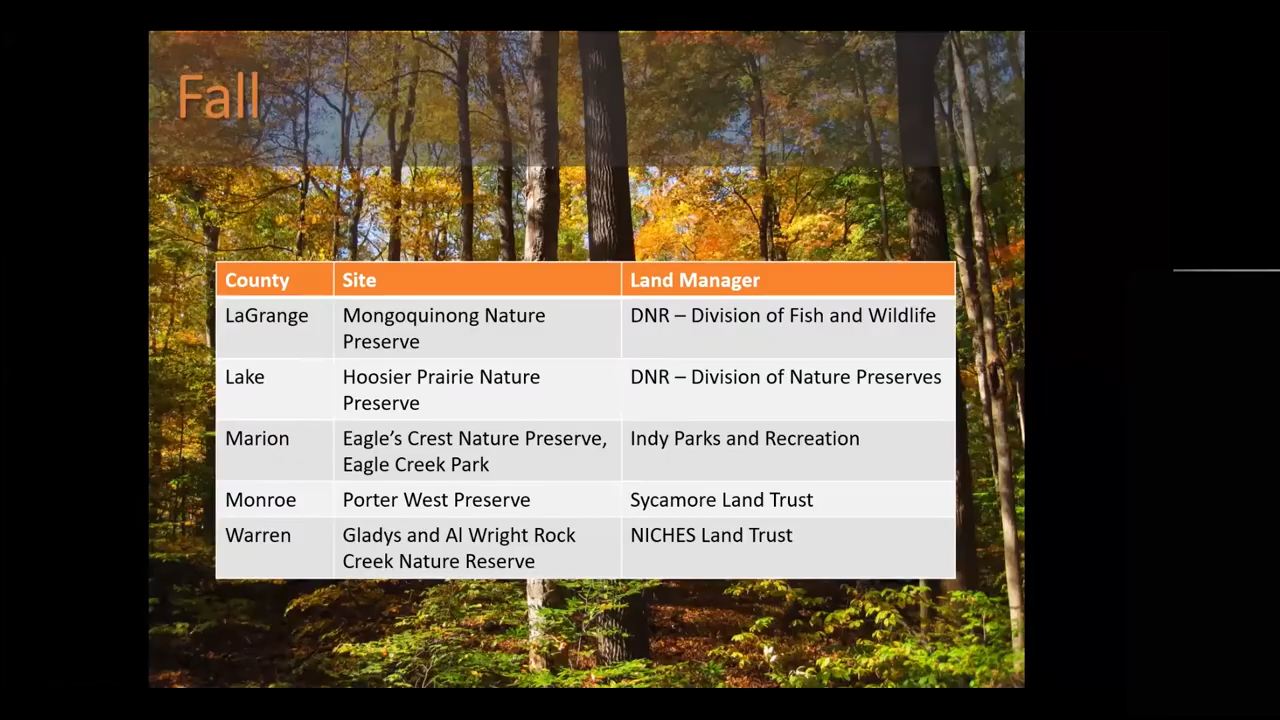 Fall
County Site Land Manager
LaGrange Mongoquinong Nature DNR – Division of Fish and Wildlife
Preserve
Lake Hoosier Prairie Nature DNR – Division of Nature Preserves
Preserve
Marion Eagle’s Crest Nature Preserve, Indy Parks and Recreation
Eagle Creek Park
Monroe Porter West Preserve Sycamore Land Trust
Warren Gladys and Al Wright Rock NICHES Land Trust
Creek Nature Reserve